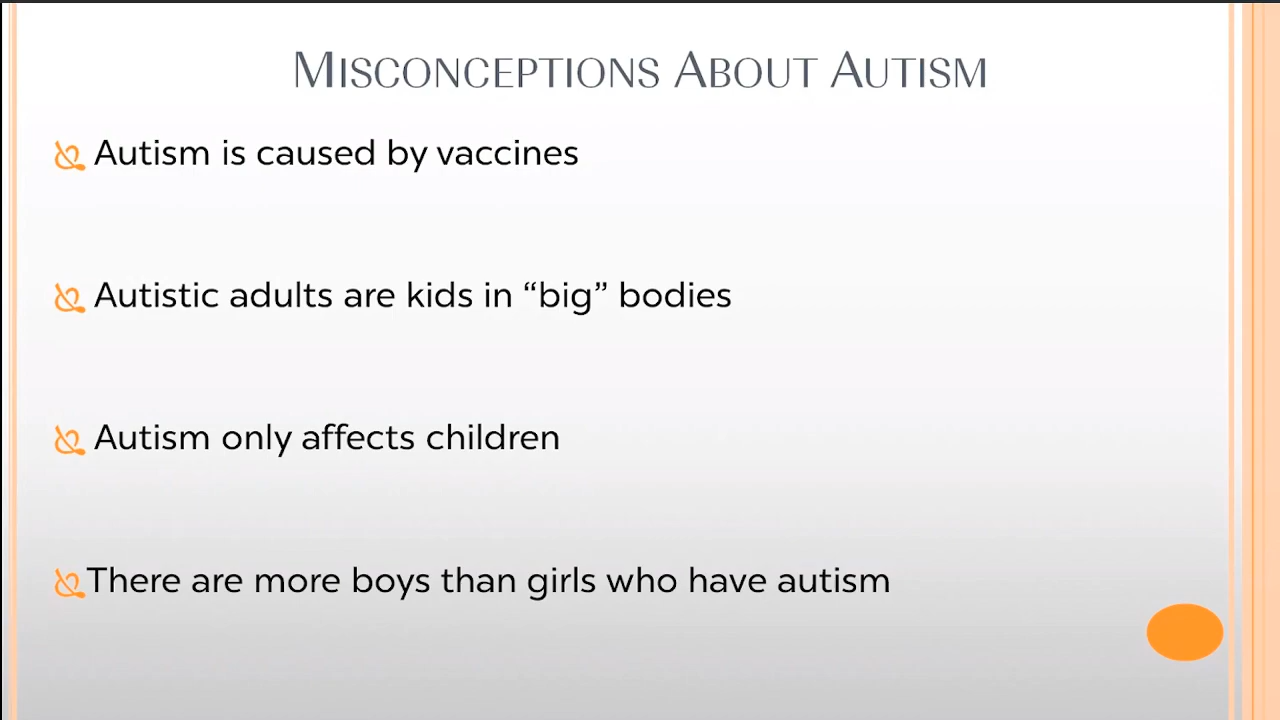 Misconceptions About Autism
Autism is caused by vaccines
Autistic adults are kids in “big” bodies
Autism only affects children
There are more boys than girls who have autism